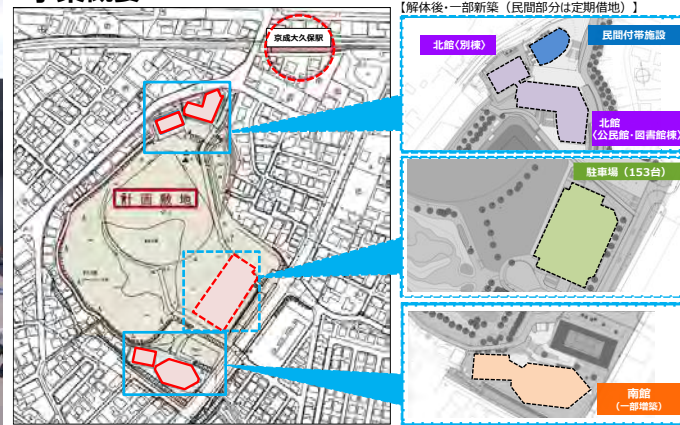 【解体後・一部新築（民間部分は定期借地）】
京成大久保駅
計画敷地
北館〈別棟〉
民間付帯施設
北館
〈公民館・図書館棟〉
駐車場（153台）
南館
（一部増築）